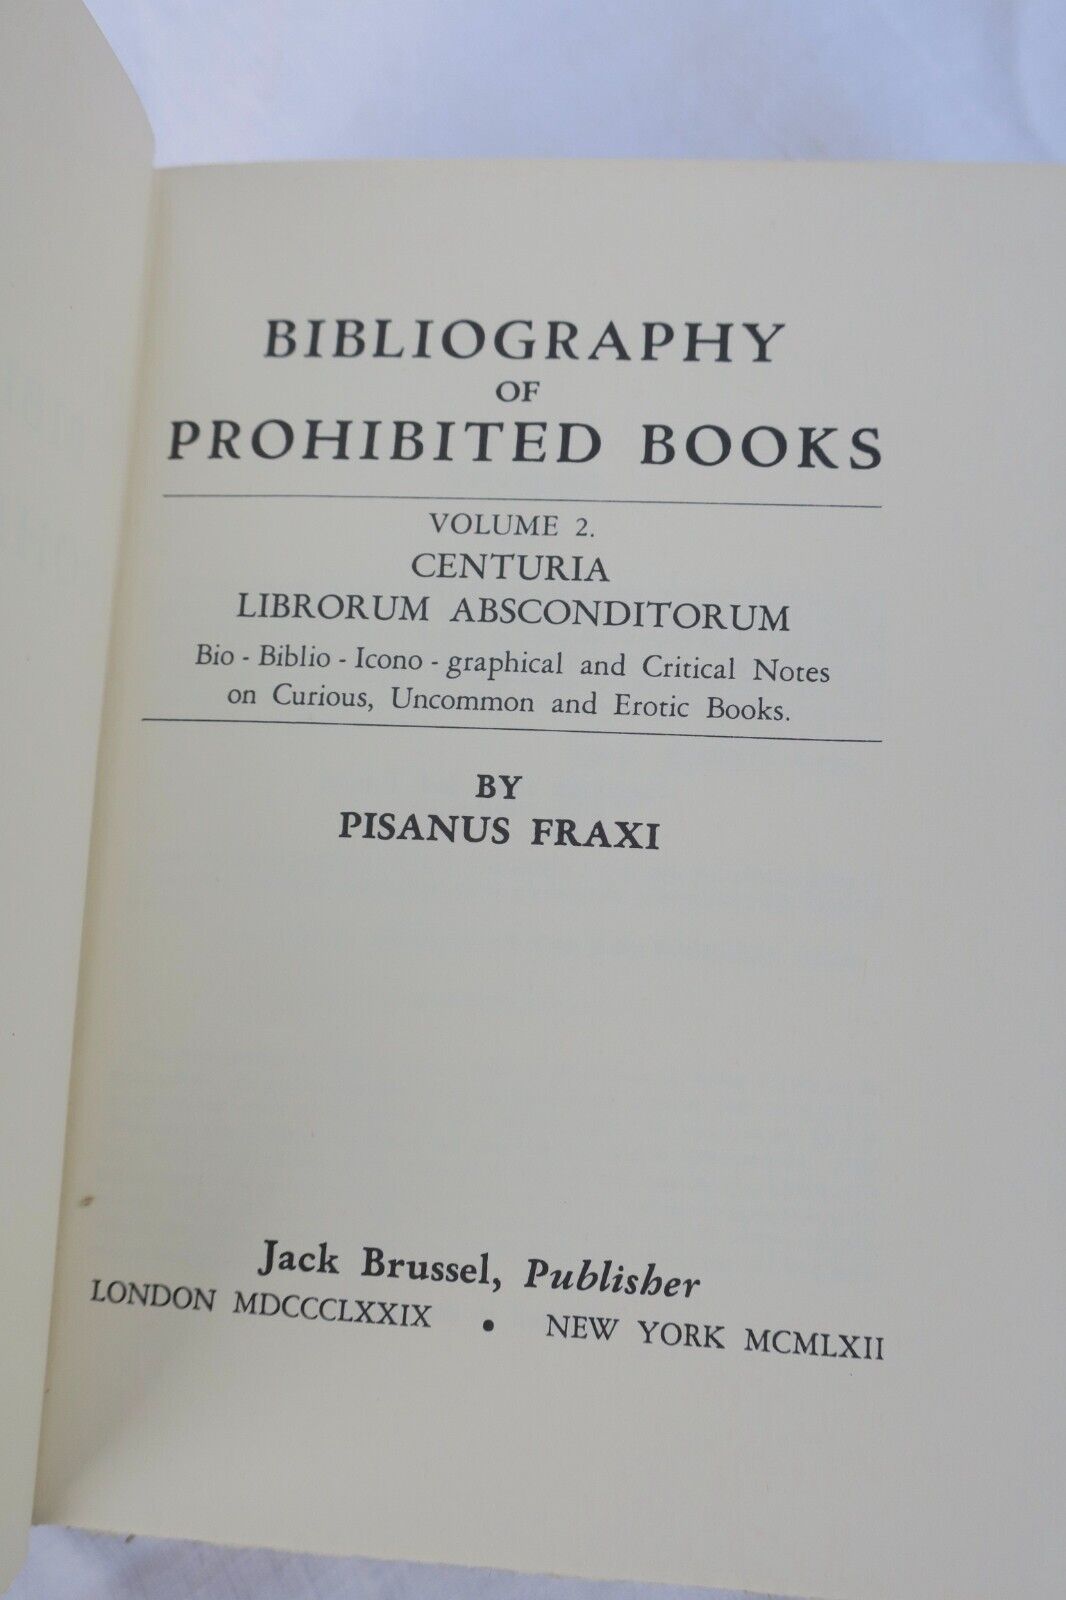 BIBLIOGRAPHY
OF
PROHIBITED BOOKS
VOLUME 2.
CENTURIA
LIBRORUM ABSCONDITORUM
Bio - Biblio - Icono - graphical and Critical Notes
on Curious, Uncommon and Erotic Books.
BY
PISANUS FRAXI
Jack Brussel, Publisher
LONDON MDCCCLXXIX • NEW YORK MCMLXII